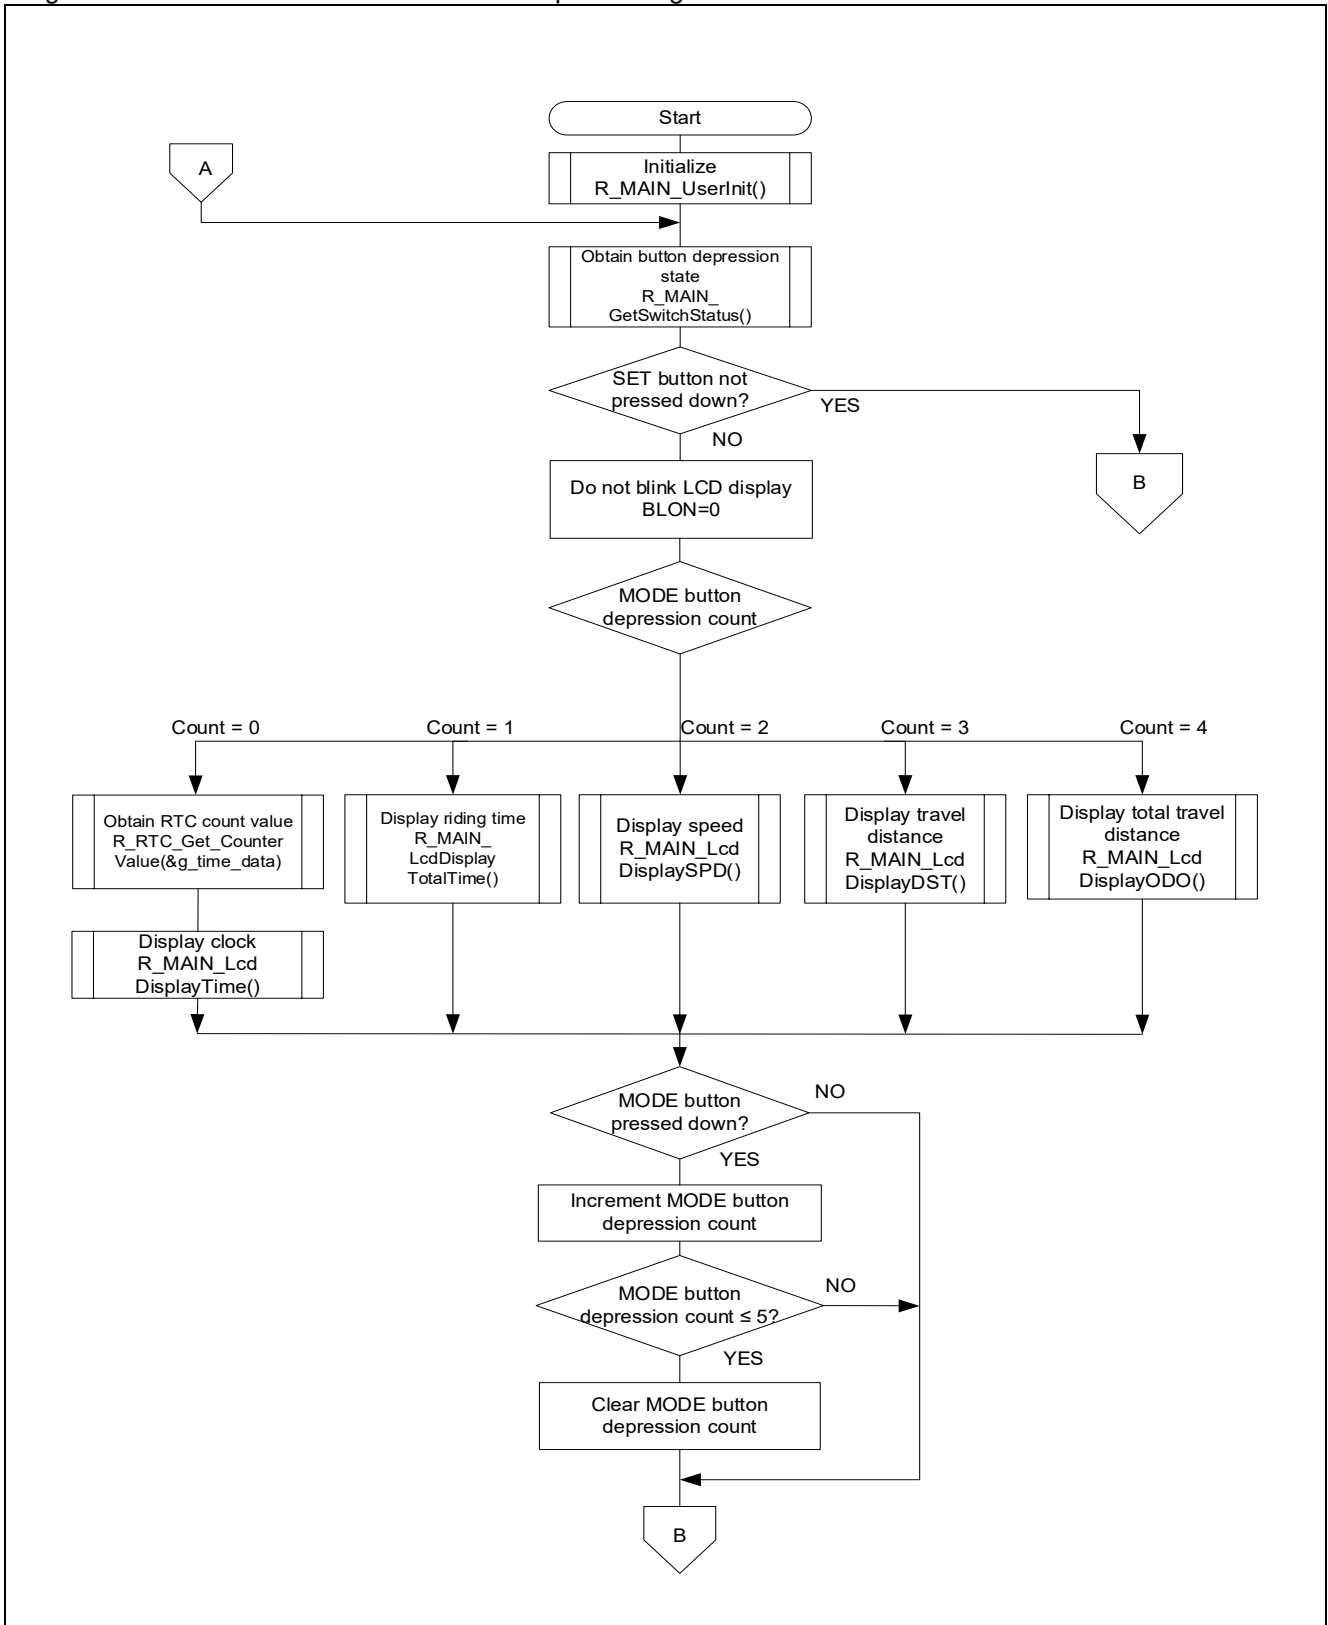 Start
A
Initialize
R_MAIN_UserInit()
Obtain button depression
state
R_MAIN_
GetSwitchStatus()
SET button not
pressed down?
YES
NO
B
Do not blink LCD display
BLON=0
MODE button
depression count
Count = 0
Count = 1
Count = 2
Count = 3
Count = 4
Obtain RTC count value
R_RTC_Get_Counter
Value(&g_time_data)
Display riding time
R_MAIN_
LcdDisplay
TotalTime()
Display speed
R_MAIN_Lcd
DisplaySPD()
Display travel
distance
R_MAIN_Lcd
DisplayDST()
Display total travel
distance
R_MAIN_Lcd
DisplayODO()
Display clock
R_MAIN_Lcd
DisplayTime()
MODE button
pressed down?
NO
YES
Increment MODE button
depression count
MODE button
depression count ≤ 5?
NO
YES
Clear MODE button
depression count
B